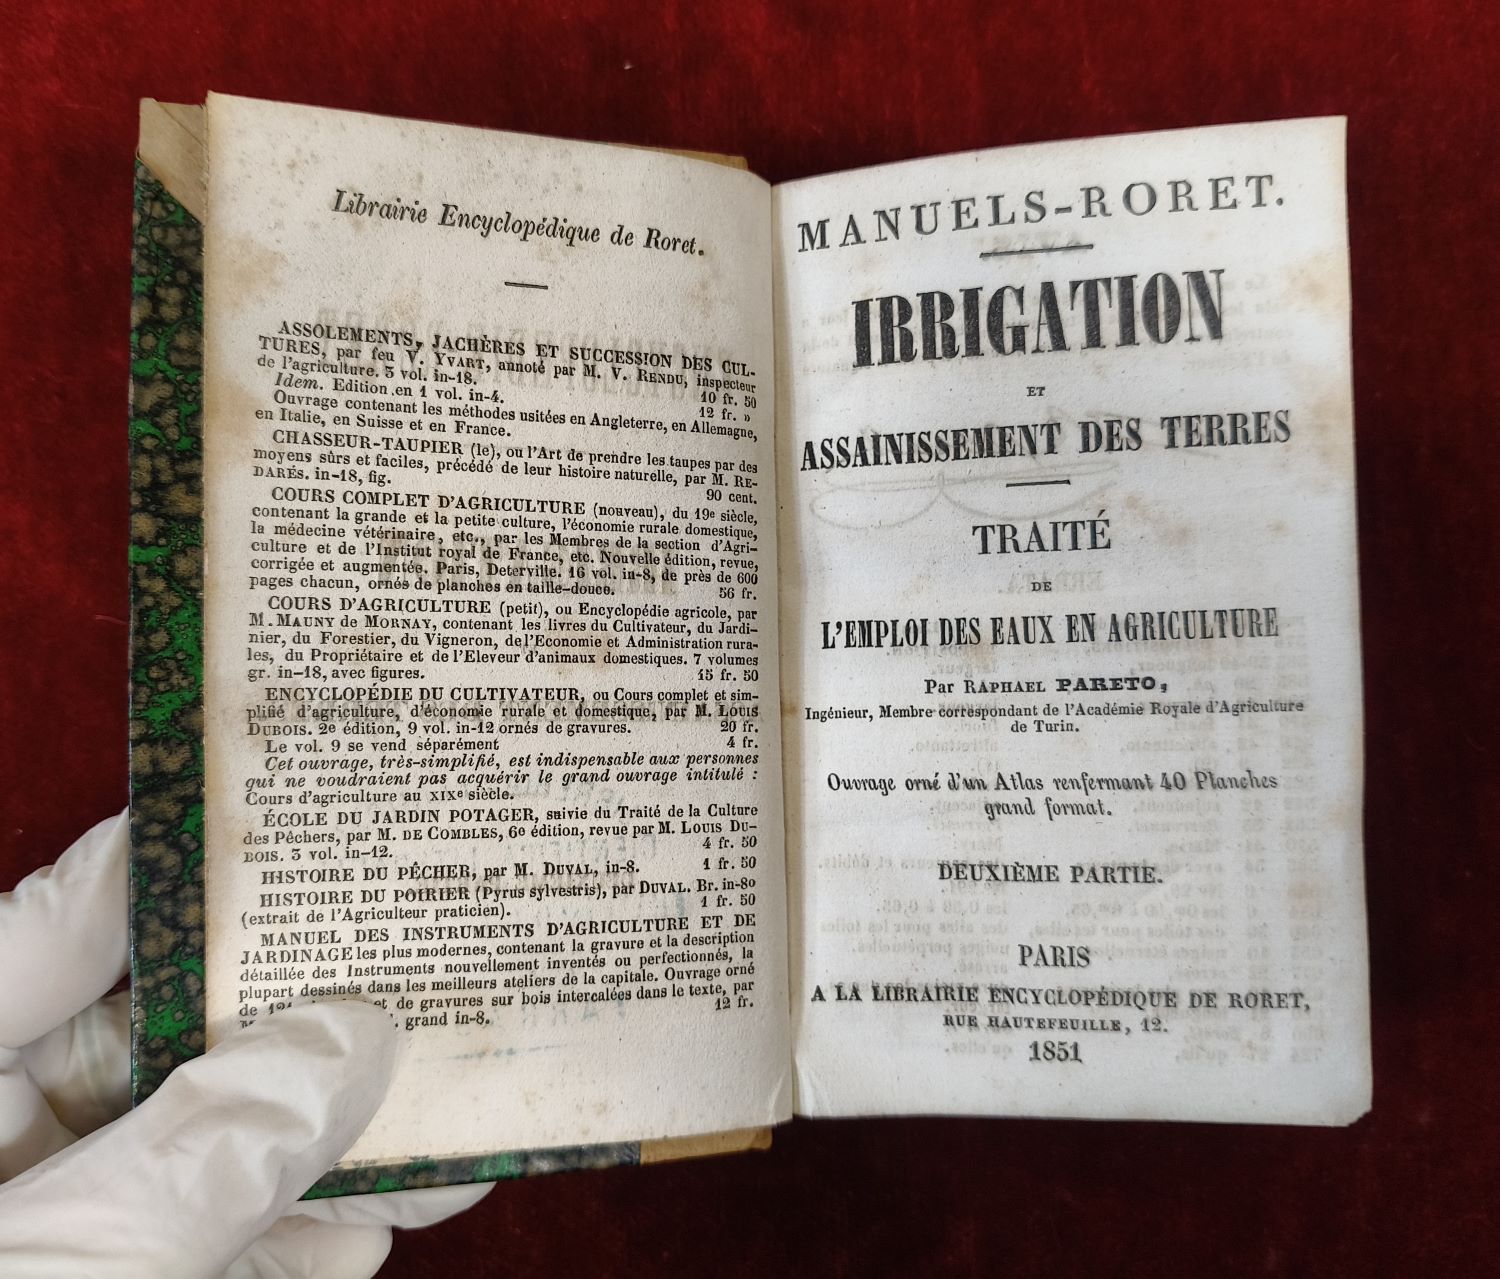 Librairie Encyclopédique de Roret.
ASSOLEMENTS, JACHÈRES ET SUCCESSION DES CUL-
TURES, par feu V. YVART, annoté par M. V. RENDU, inspecteur
de l'agriculture. 3 vol. in-18. 10 fr. 50
Idem. Edition en 1 vol. in-4. 12 fr. »
Ouvrage contenant les méthodes usitées en Angleterre, en Allemagne,
en Italie, en Suisse et en France.
CHASSEUR-TAUPIER (le), ou l'Art de prendre les taupes par des
moyens sûrs et faciles, précédé de leur histoire naturelle, par M. RE-
DARÉS. in-18, fig. 90 cent.
COURS COMPLET D'AGRICULTURE (nouveau), du 19e siècle,
contenant la grande et la petite culture, l'économie rurale domestique,
la médecine vétérinaire, etc., par les Membres de la section d'Agri-
culture et de l'Institut royal de France, etc. Nouvelle édition, revue,
corrigée et augmentée. Paris, Deterville. 16 vol. in-8, de près de 600
pages chacun, ornés de planches en taille-douce. 56 fr.
COURS D'AGRICULTURE (petit), ou Encyclopédie agricole, par
M. MAUNY de MORNAY, contenant les livres du Cultivateur, du Jardi-
nier, du Forestier, du Vigneron, de l'Economie et Administration rura-
les, du Propriétaire et de l'Eleveur d'animaux domestiques. 7 volumes
gr. in-18, avec figures. 15 fr. 50
ENCYCLOPÉDIE DU CULTIVATEUR, ou Cours complet et sim-
plifié d'agriculture, d'économie rurale et domestique, par M. LOUIS
DUBOIS. 2e édition, 9 vol. in-12 ornés de gravures. 20 fr.
Le vol. 9 se vend séparément 4 fr.
Cet ouvrage, très-simplifié, est indispensable aux personnes
qui ne voudraient pas acquérir le grand ouvrage intitulé :
Cours d'agriculture au XIXe siècle.
ÉCOLE DU JARDIN POTAGER, suivie du Traité de la Culture
des Pêchers, par M. DE COMBLES, 6e édition, revue par M. LOUIS DU-
BOIS. 3 vol. in-12. 4 fr. 50
HISTOIRE DU PÊCHER, par M. DUVAL, in-8. 1 fr. 50
HISTOIRE DU POIRIER (Pyrus sylvestris), par DUVAL. Br. in-8o
(extrait de l'Agriculteur praticien). 1 fr. 50
MANUEL DES INSTRUMENTS D'AGRICULTURE ET DE
JARDINAGE les plus modernes, contenant la gravure et la description
détaillée des Instruments nouvellement inventés ou perfectionnés, la
plupart dessinés dans les meilleurs ateliers de la capitale. Ouvrage orné
de et de gravures sur bois intercalées dans le texte, par
grand in-8. 12 fr.
MANUELS-RORET.
IRRIGATION
ET
ASSAINISSEMENT DES TERRES
TRAITÉ
DE
L'EMPLOI DES EAUX EN AGRICULTURE
Par RAPHAEL PARETO,
Ingénieur, Membre correspondant de l'Académie Royale d'Agriculture
de Turin.
Ouvrage orné d'un Atlas renfermant 40 Planches
grand format.
DEUXIÈME PARTIE.
PARIS
A LA LIBRAIRIE ENCYCLOPÉDIQUE DE RORET,
RUE HAUTEFEUILLE, 12.
1851